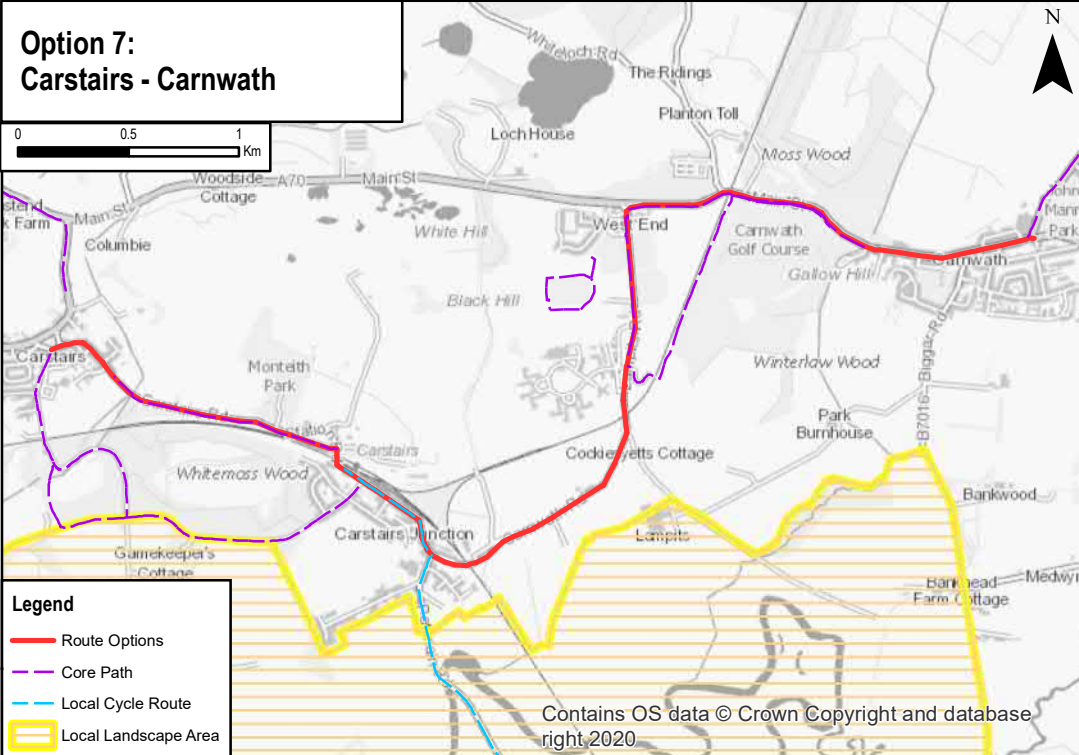 Option 7:
Carstairs - Carnwath
N
0 0.5 1
Km
Whiteloch Rd
The Ridings
Planton Toll
Loch House
Moss Wood
Woodside
Cottage
A70
Main St
Main St
Columbie
White Hill
West End
Carnwath
Golf Course
Gallow Hill
Carnwath
Park
Black Hill
Carstairs
Monteith
Park
Winterlaw Wood
Park
Burnhouse
B7016 - Biggar Rd
Carstairs
Whitemoss Wood
Carstairs Junction
Lampits
Bankwood
Gamekeeper's
Cottage
Bankhead
Farm Cottage
Legend
Route Options
Core Path
Local Cycle Route
Local Landscape Area
Contains OS data © Crown Copyright and database
right 2020